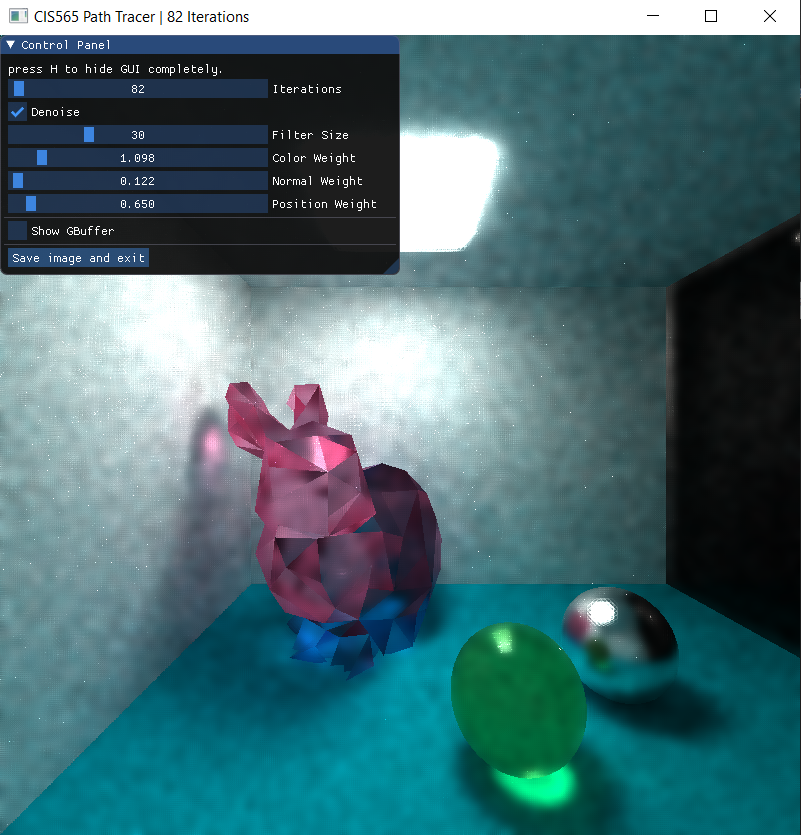 CIS565 Path Tracer | 82 Iterations
Control Panel
press H to hide GUI completely.
82 Iterations
Denoise
30 Filter Size
1.098 Color Weight
0.122 Normal Weight
0.650 Position Weight
Show GBuffer
Save image and exit